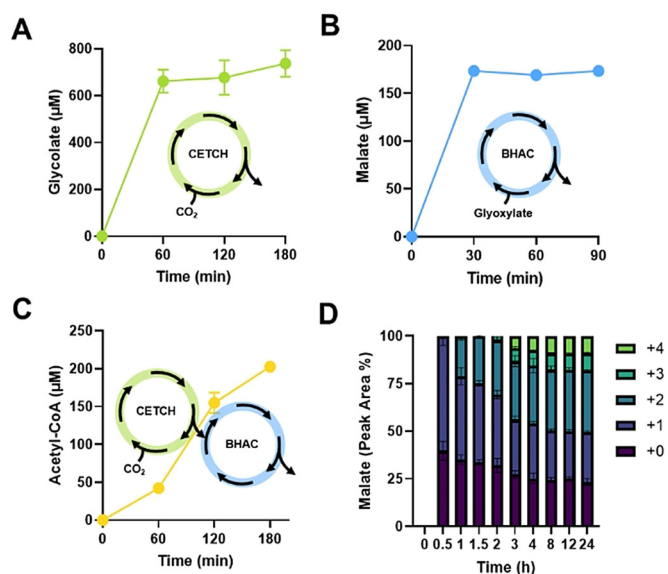 A
Glycolate (µM)
800
600
400
200
0
CETCH
CO₂
0 60 120 180
Time (min)
B
Malate (µM)
200
150
100
50
0
BHAC
Glyoxylate
0 30 60 90
Time (min)
C
Acetyl-CoA (µM)
250
200
150
100
50
0
CETCH
CO₂
BHAC
0 60 120 180
Time (min)
D
Malate (Peak Area %)
100
75
50
25
0
0 0.5 1 1.5 2 3 4 8 12 24
Time (h)
+4
+3
+2
+1
+0